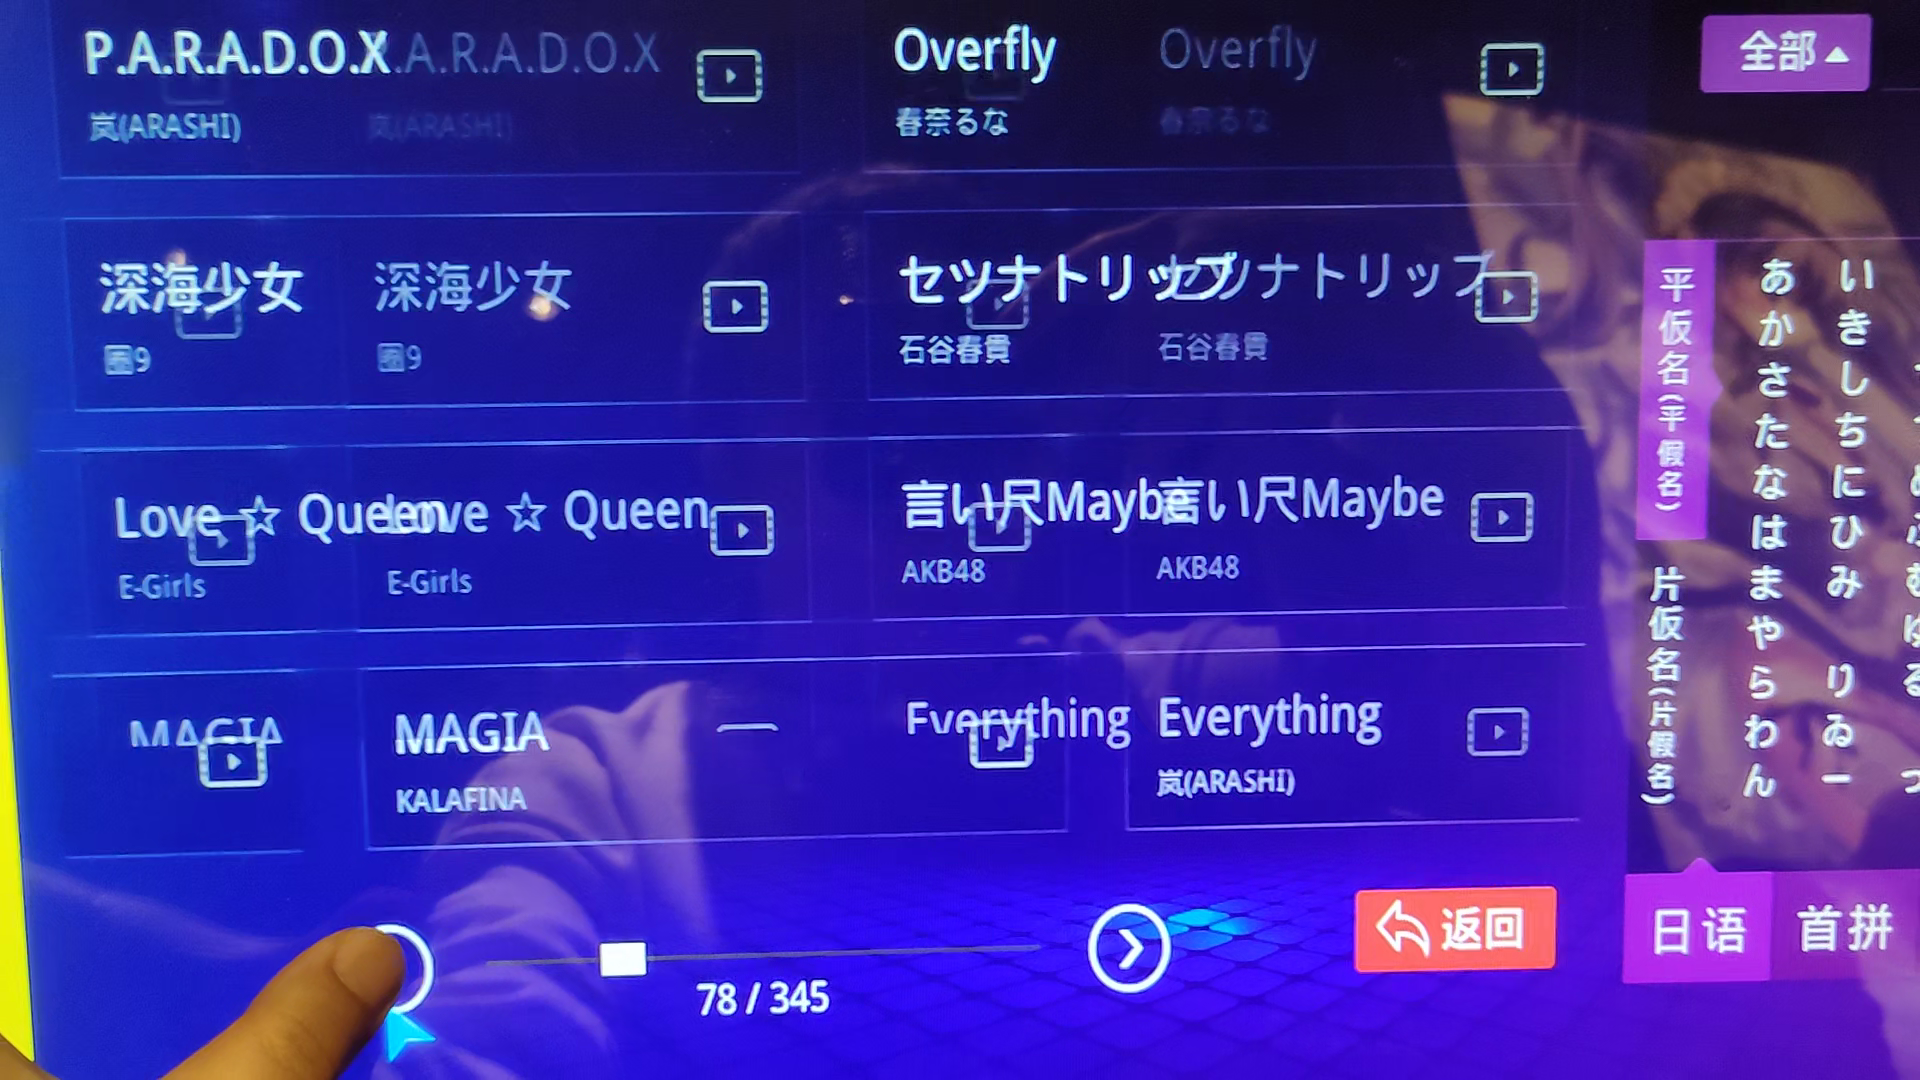 P.A.R.A.D.O.X
岚(ARASHI)
Overfly
春奈るな
全部
深海少女
圈9
セツナトリップ
石谷春貴
Love ☆ Queen
E-Girls
言い尺Maybe
AKB48
MAGIA
KALAFINA
Everything
岚(ARASHI)
78 / 345
返回
平仮名(平假名)
片仮名(片假名)
あかさたなはまやらわん
いきしちにひみ りゐー
日语
首拼